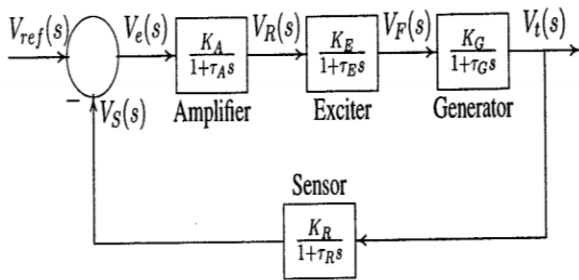 V_ref(s) V_e(s) K_A V_R(s) K_E V_F(s) K_G V_t(s)
1+τ_A s 1+τ_E s 1+τ_G s
− V_S(s) Amplifier Exciter Generator
Sensor
K_R
1+τ_R s